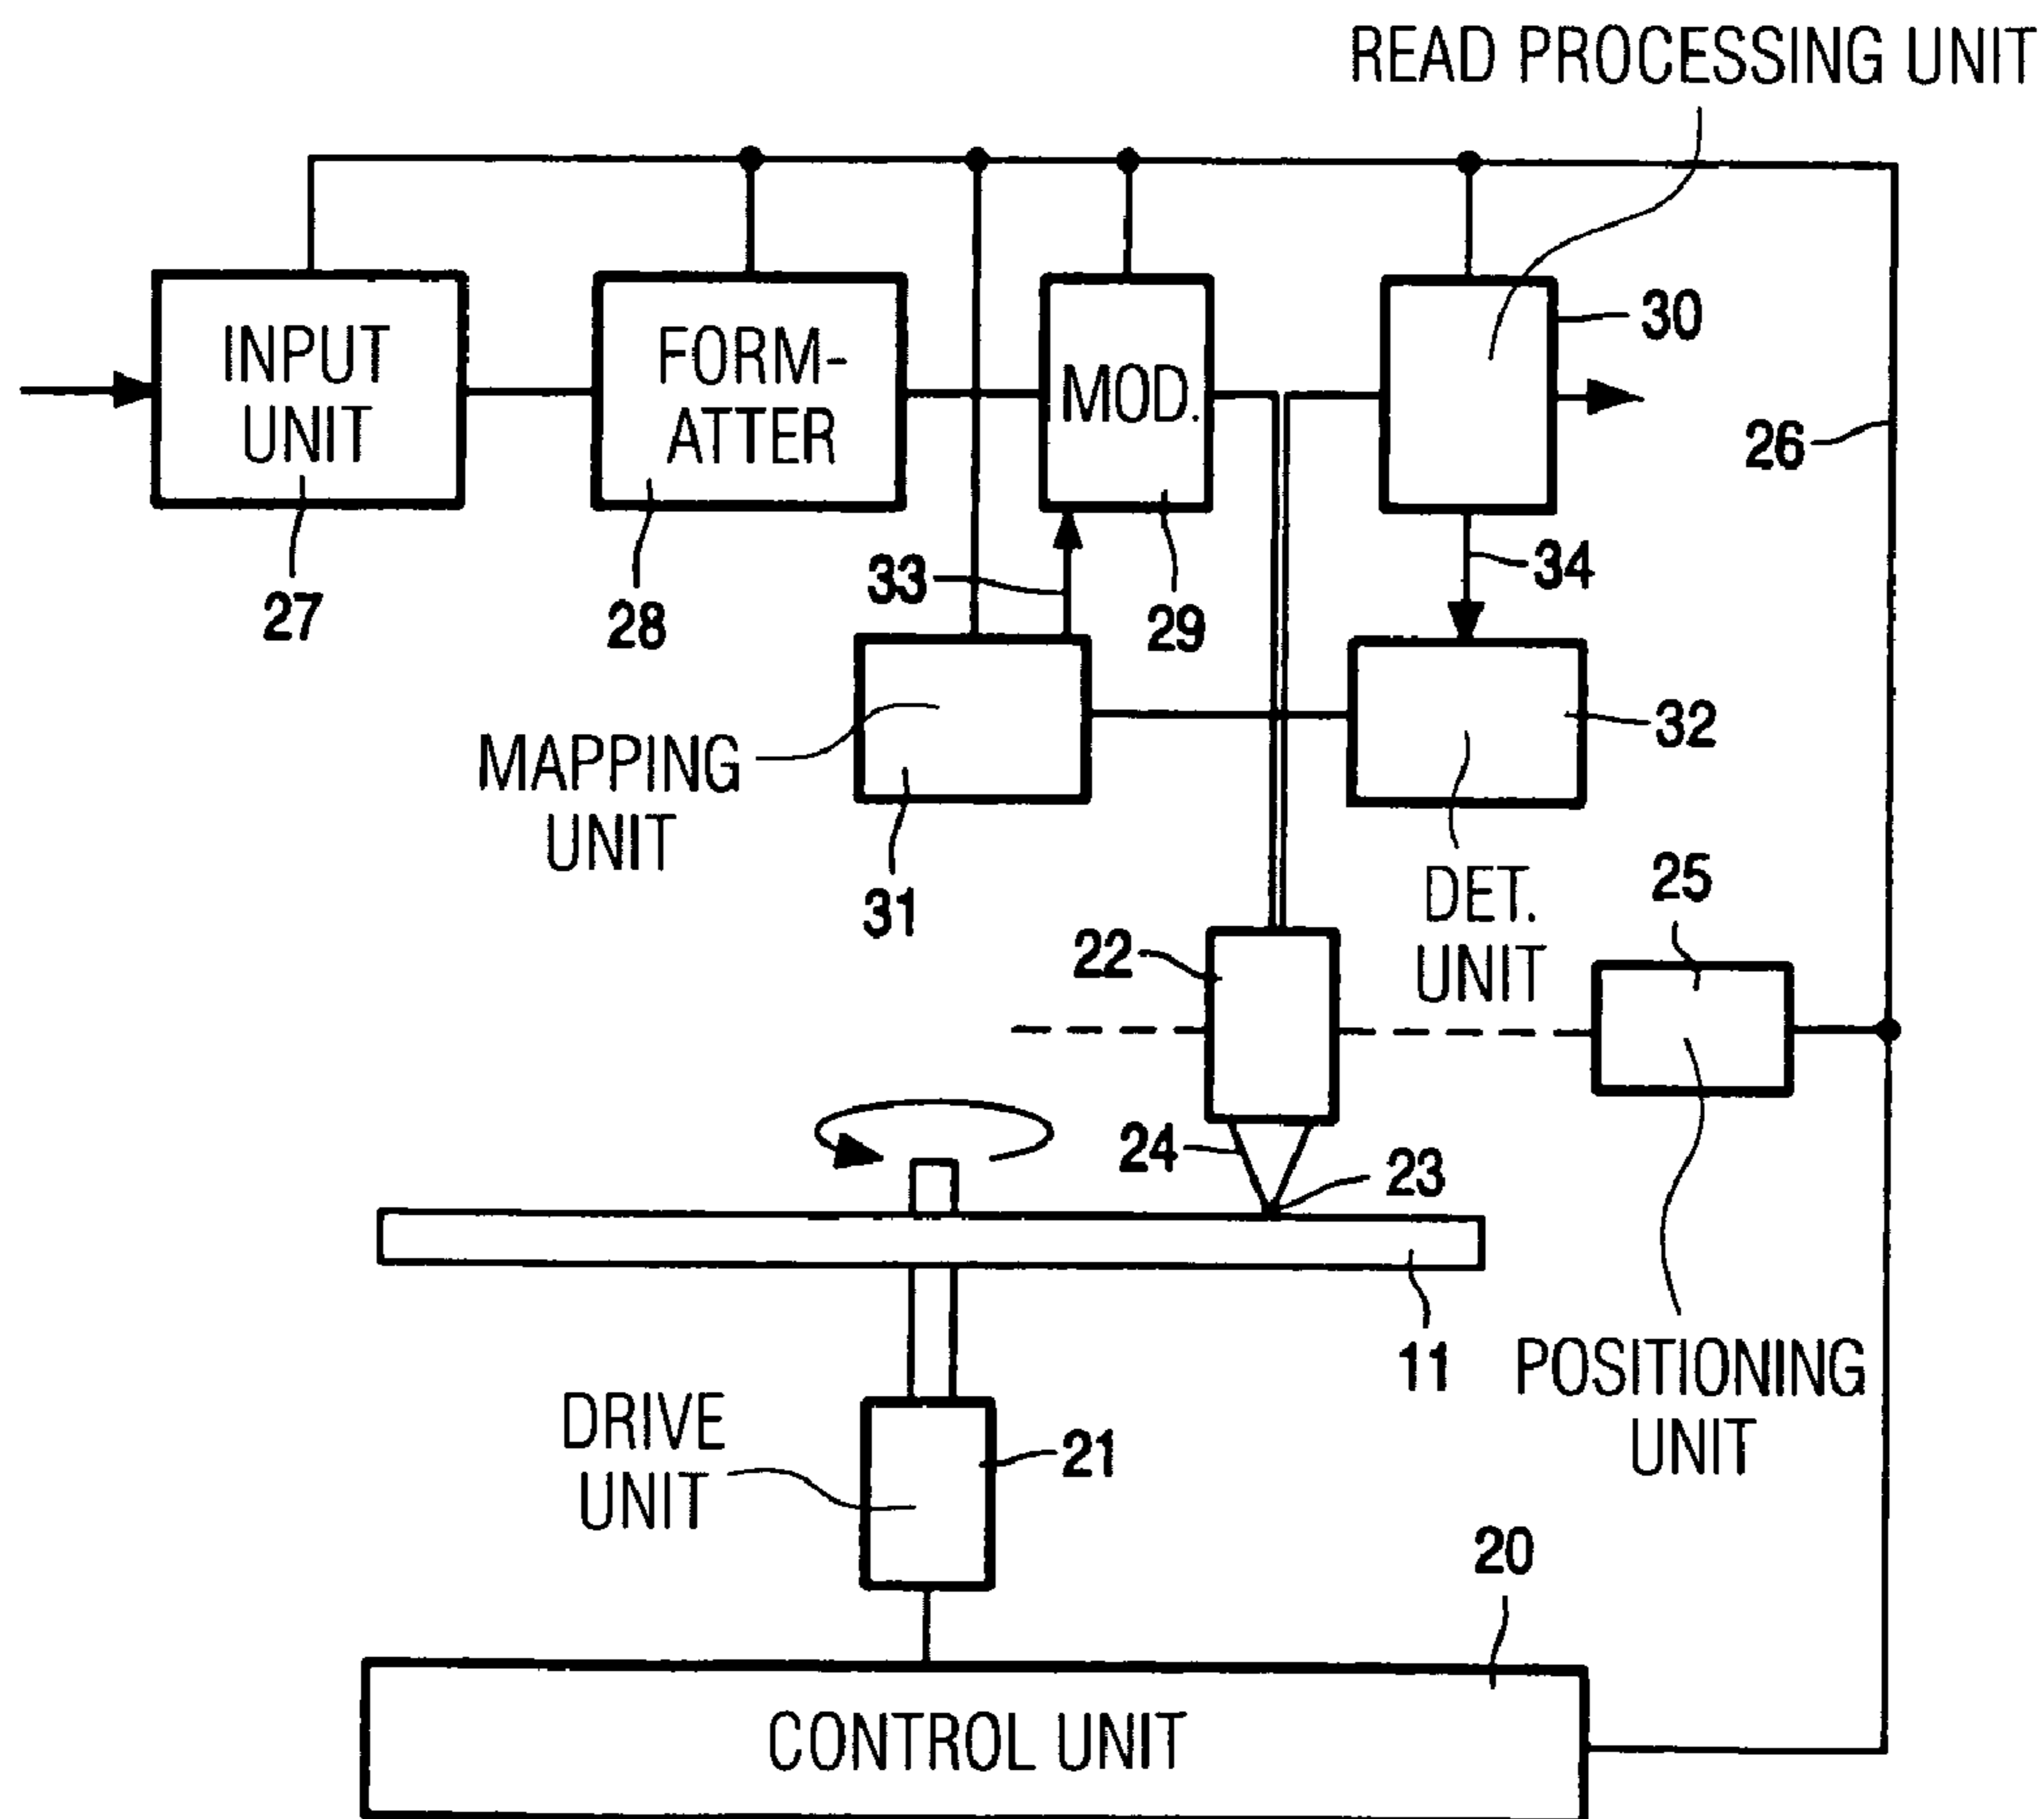 READ PROCESSING UNIT
INPUT
UNIT
FORM-
ATTER
MOD.
30
26
27
28
33
29
34
MAPPING
UNIT
31
32
DET.
UNIT
25
22
24
23
11
POSITIONING
UNIT
DRIVE
UNIT
21
20
CONTROL UNIT